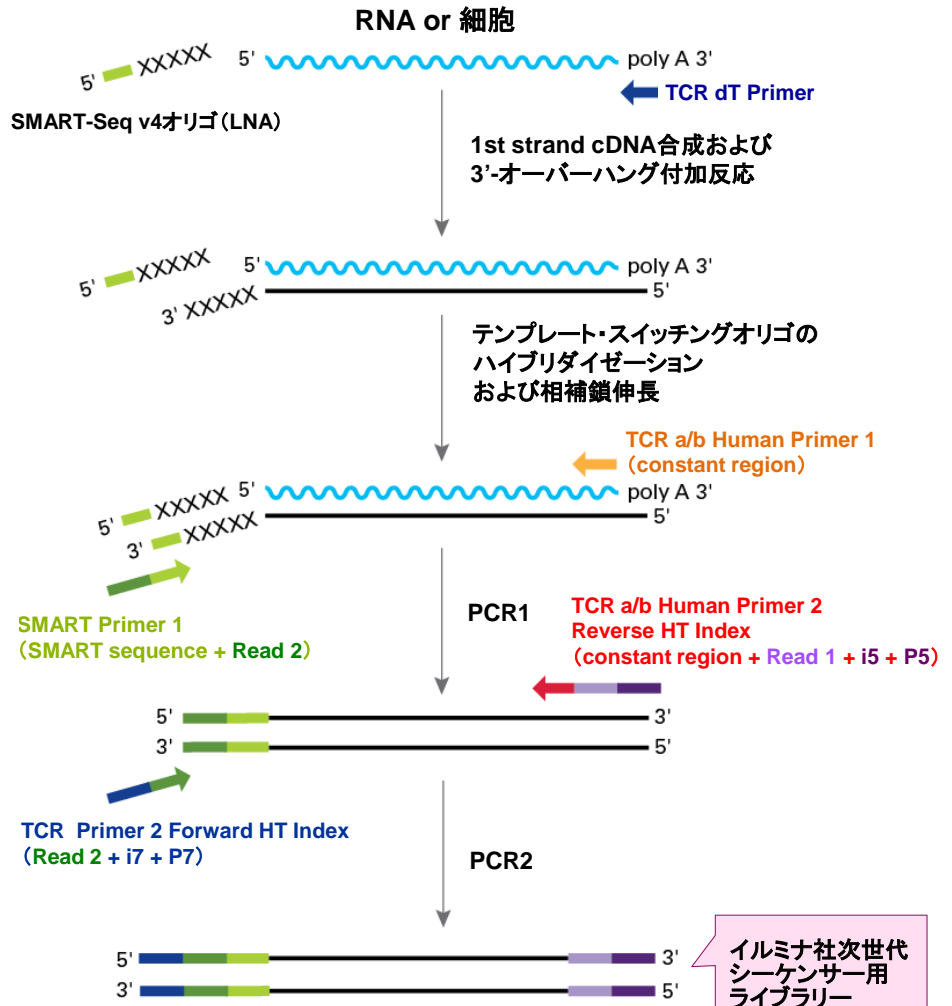 RNA or 細胞
5' XXXXX 5' poly A 3'
TCR dT Primer
SMART-Seq v4オリゴ（LNA）
1st strand cDNA合成および
3’-オーバーハング付加反応
5' XXXXX 5' poly A 3'
3' XXXXX 5'
テンプレート・スイッチングオリゴの
ハイブリダイゼーション
および相補鎖伸長
TCR a/b Human Primer 1
（constant region）
5' XXXXX 5' poly A 3'
3' XXXXX 5'
SMART Primer 1
（SMART sequence + Read 2）
PCR1
TCR a/b Human Primer 2
Reverse HT Index
（constant region + Read 1 + i5 + P5）
5' 3'
3' 5'
TCR Primer 2 Forward HT Index
（Read 2 + i7 + P7）
PCR2
5' 3'
3' 5'
イルミナ社次世代
シーケンサー用
ライブラリー